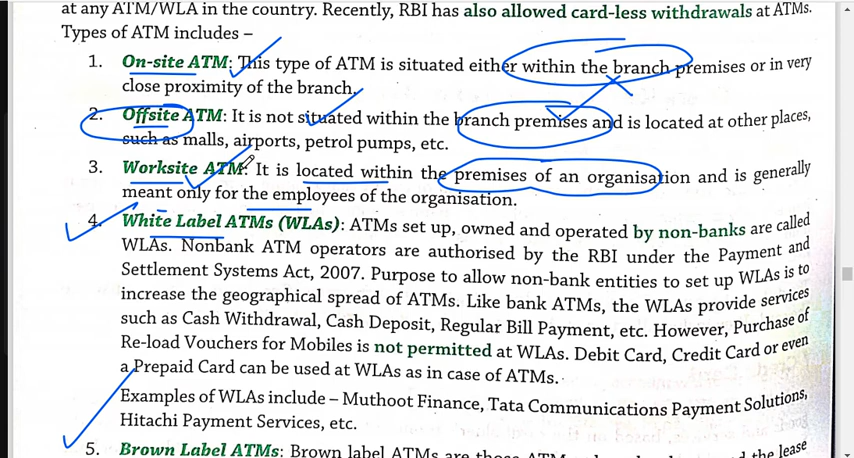 at any ATM/WLA in the country. Recently, RBI has also allowed card-less withdrawals at ATMs.
Types of ATM includes –
1. On-site ATM: This type of ATM is situated either within the branch premises or in very
close proximity of the branch.
2. Offsite ATM: It is not situated within the branch premises and is located at other places,
such as malls, airports, petrol pumps, etc.
3. Worksite ATM: It is located within the premises of an organisation and is generally
meant only for the employees of the organisation.
4. White Label ATMs (WLAs): ATMs set up, owned and operated by non-banks are called
WLAs. Nonbank ATM operators are authorised by the RBI under the Payment and
Settlement Systems Act, 2007. Purpose to allow non-bank entities to set up WLAs is to
increase the geographical spread of ATMs. Like bank ATMs, the WLAs provide services
such as Cash Withdrawal, Cash Deposit, Regular Bill Payment, etc. However, Purchase of
Re-load Vouchers for Mobiles is not permitted at WLAs. Debit Card, Credit Card or even
a Prepaid Card can be used at WLAs as in case of ATMs.
Examples of WLAs include – Muthoot Finance, Tata Communications Payment Solutions,
Hitachi Payment Services, etc.
5. Brown Label ATMs: Brown label ATMs are those ATMs the lease